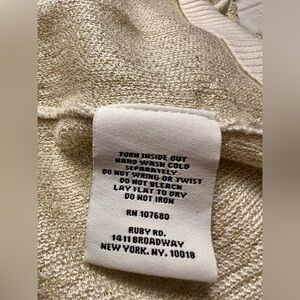 TURN INSIDE OUT
HAND WASH COLD
SEPARATELY
DO NOT WRING OR TWIST
DO NOT BLEACH
LAY FLAT TO DRY
DO NOT IRON
RN 107680
RUBY RD.
1411 BROADWAY
NEW YORK, NY. 10018